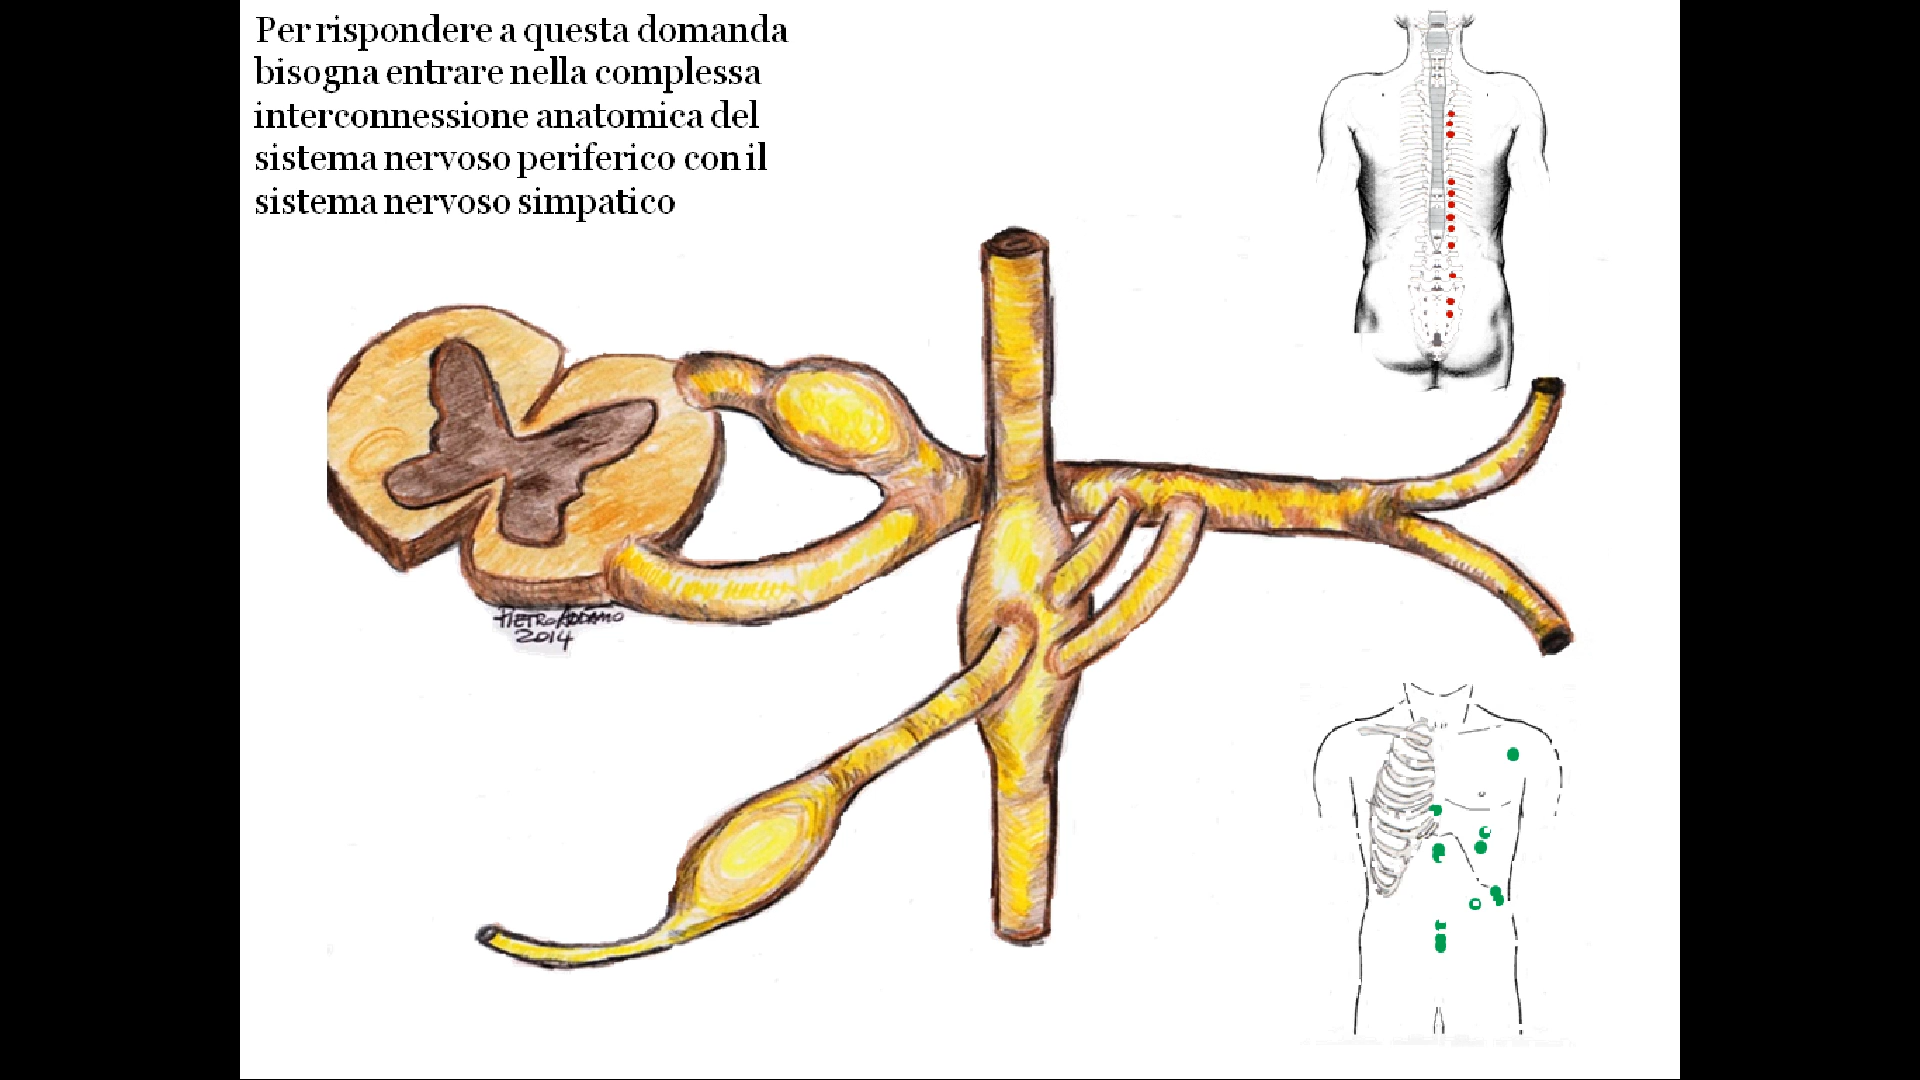 Per rispondere a questa domanda
bisogna entrare nella complessa
interconnessione anatomica del
sistema nervoso periferico con il
sistema nervoso simpatico
PIETRO ADDAMO
2014